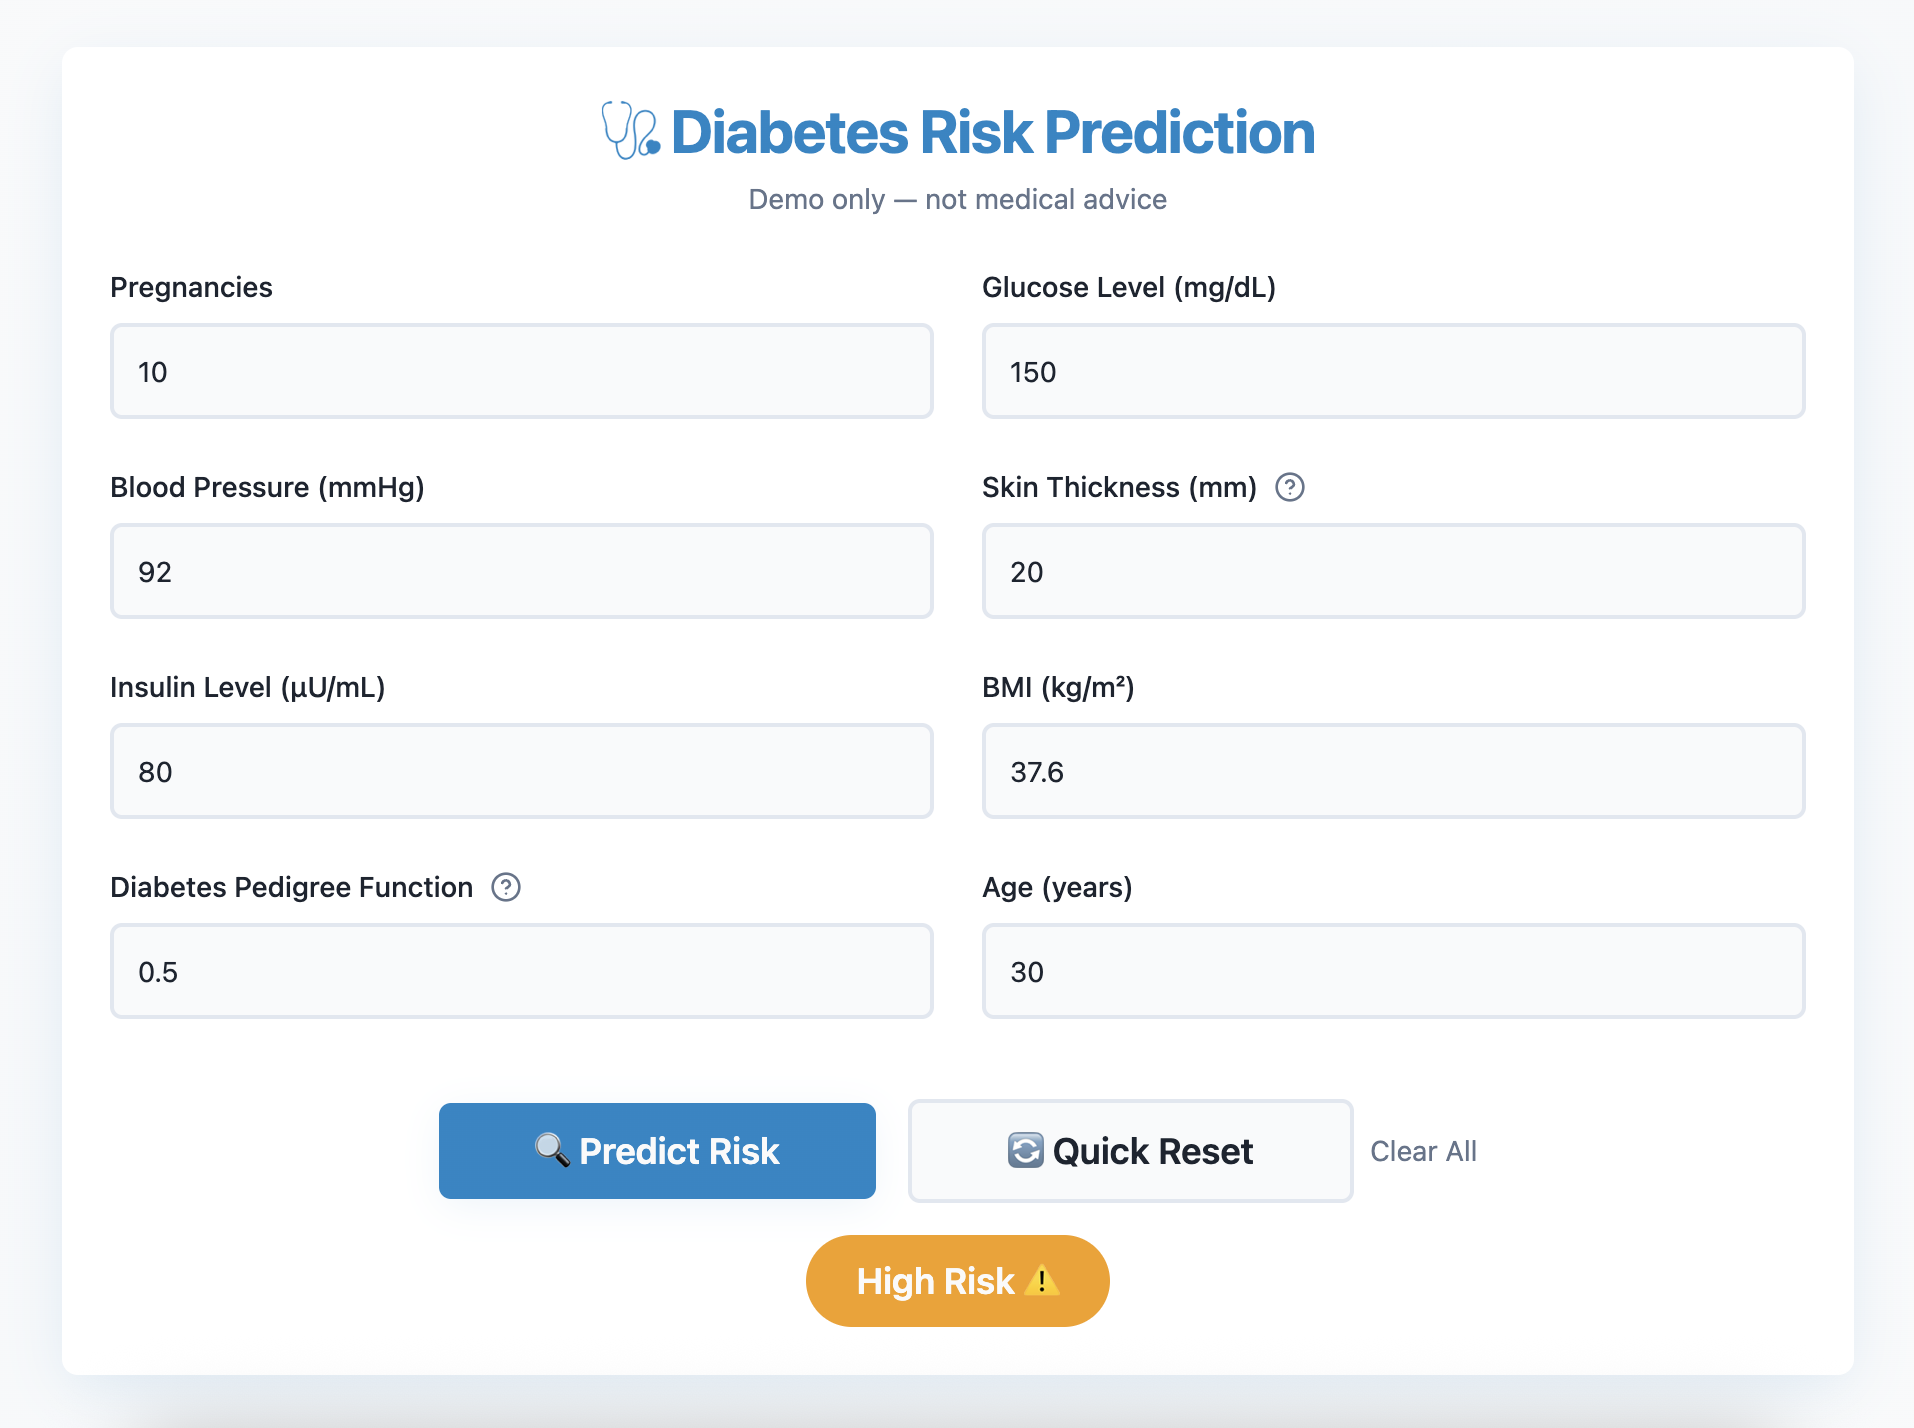 Diabetes Risk Prediction
Demo only — not medical advice
Pregnancies
10
Glucose Level (mg/dL)
150
Blood Pressure (mmHg)
92
Skin Thickness (mm) ?
20
Insulin Level (μU/mL)
80
BMI (kg/m²)
37.6
Diabetes Pedigree Function ?
0.5
Age (years)
30
Predict Risk
Quick Reset
Clear All
High Risk ⚠️